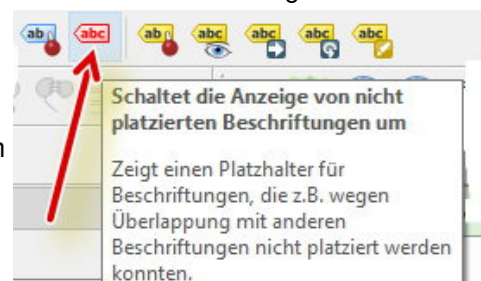 ab abc ab abc abc abc abc
Schaltet die Anzeige von nicht
platzierten Beschriftungen um
Zeigt einen Platzhalter für
Beschriftungen, die z.B. wegen
Überlappung mit anderen
Beschriftungen nicht platziert werden
konnten.